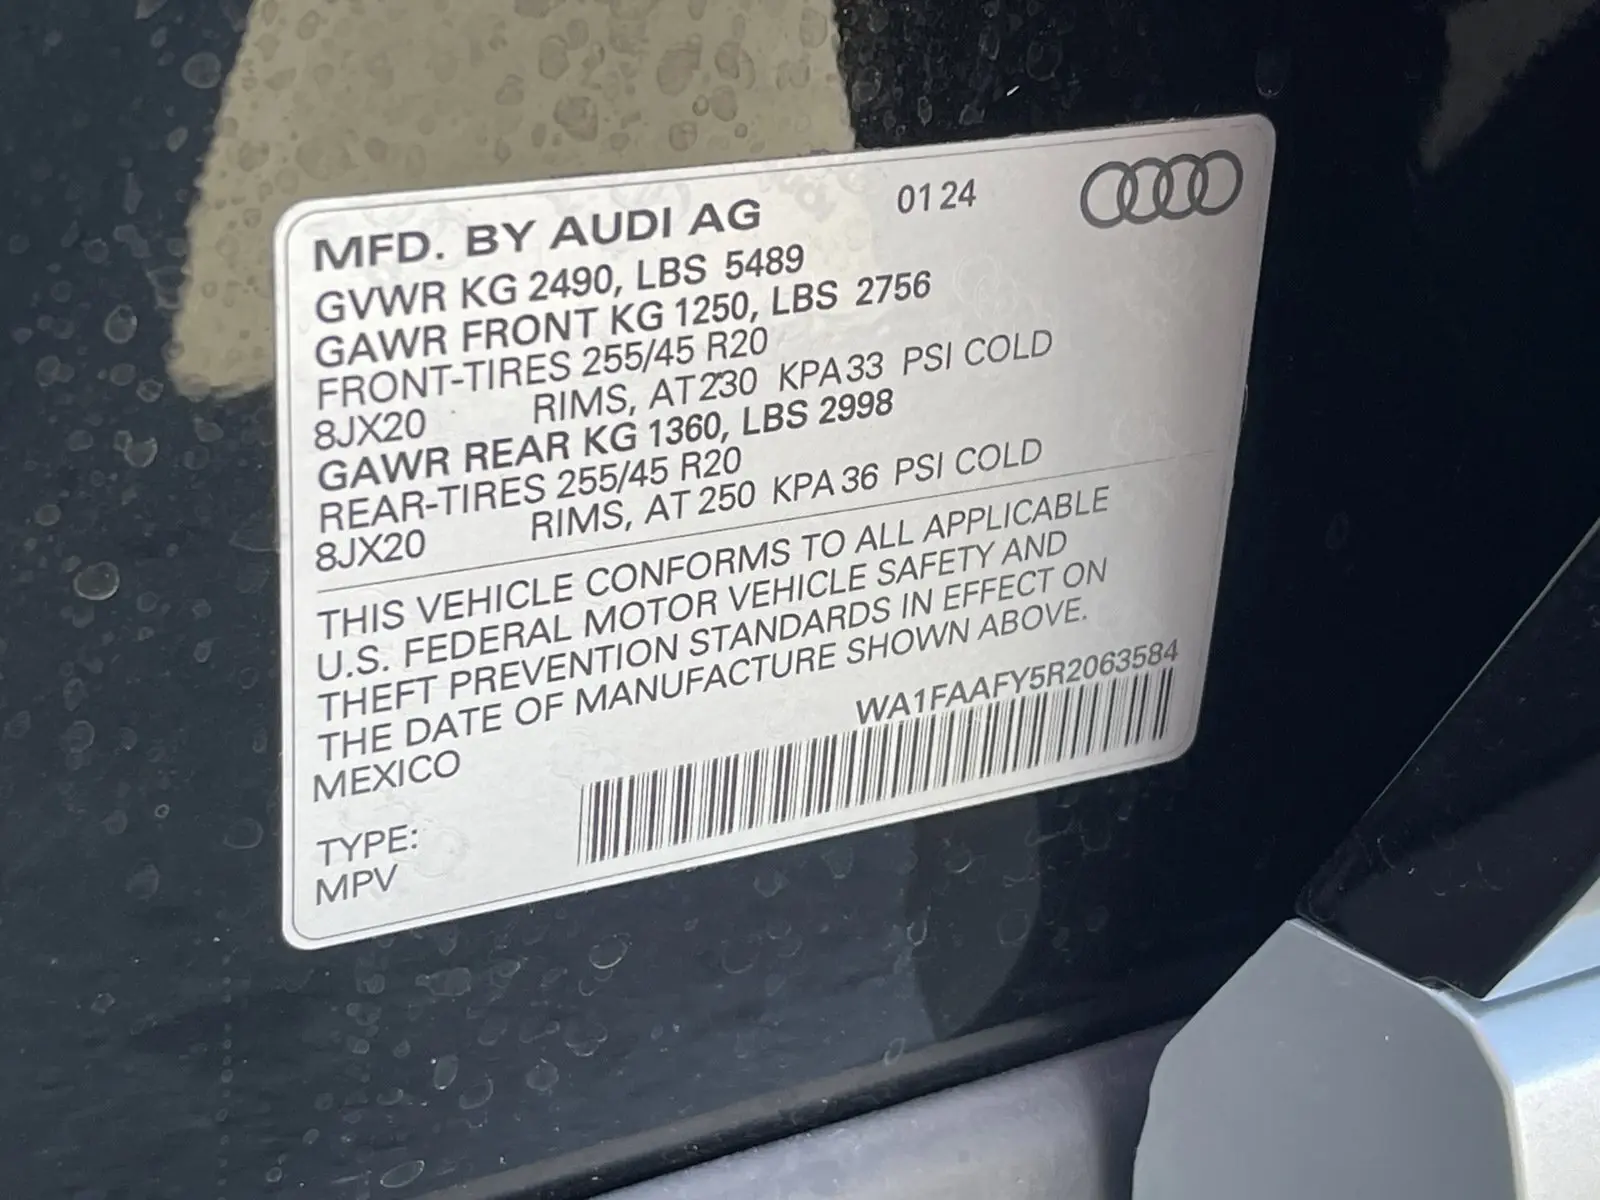 MFD. BY AUDI AG 01 24
GVWR KG 2490, LBS 5489
GAWR FRONT KG 1250, LBS 2756
FRONT-TIRES 255/45 R20
8JX20 RIMS, AT 230 KPA 33 PSI COLD
GAWR REAR KG 1360, LBS 2998
REAR-TIRES 255/45 R20
8JX20 RIMS, AT 250 KPA 36 PSI COLD
THIS VEHICLE CONFORMS TO ALL APPLICABLE
U.S. FEDERAL MOTOR VEHICLE SAFETY AND
THEFT PREVENTION STANDARDS IN EFFECT ON
THE DATE OF MANUFACTURE SHOWN ABOVE.
MEXICO WA1FAAFY5R2063584
TYPE:
MPV